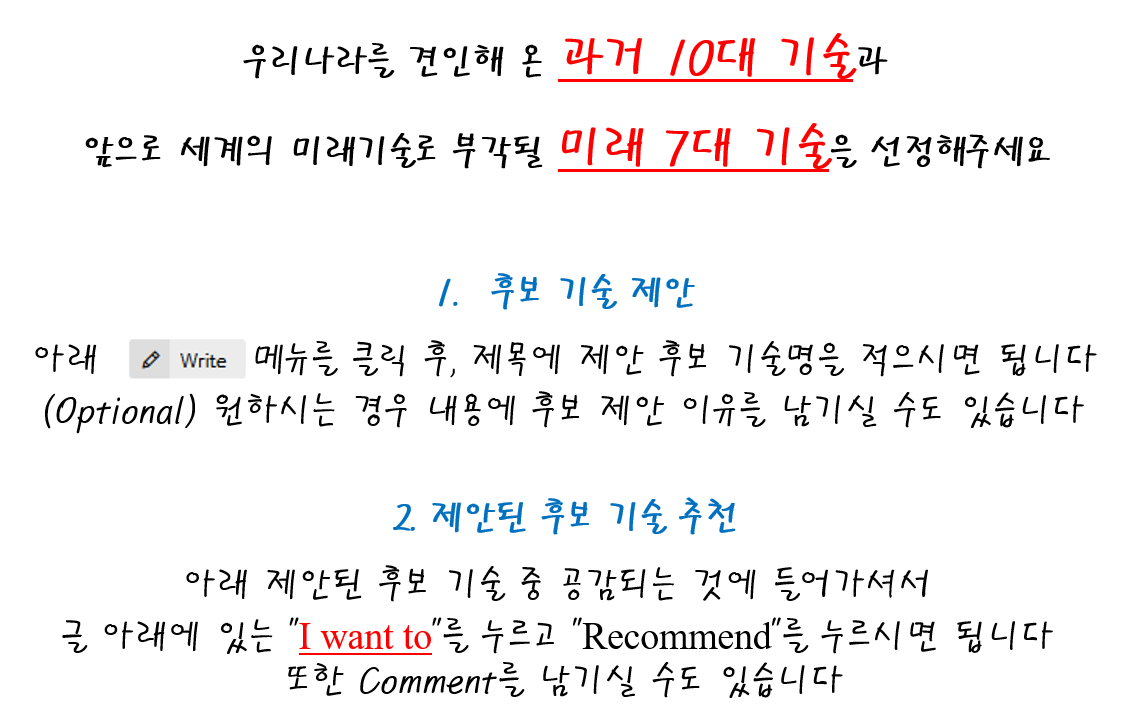 우리나라를 견인해 온 과거 10대 기술과
앞으로 세계의 미래기술로 부각될 미래 7대 기술을 선정해주세요
1. 후보 기술 제안
아래 Write 메뉴를 클릭 후, 제목에 제안 후보 기술명을 적으시면 됩니다
(Optional) 원하시는 경우 내용에 후보 제안 이유를 남기실 수도 있습니다
2. 제안된 후보 기술 추천
아래 제안된 후보 기술 중 공감되는 것에 들어가셔서
글 아래에 있는 "I want to"를 누르고 "Recommend"를 누르시면 됩니다
또한 Comment를 남기실 수도 있습니다